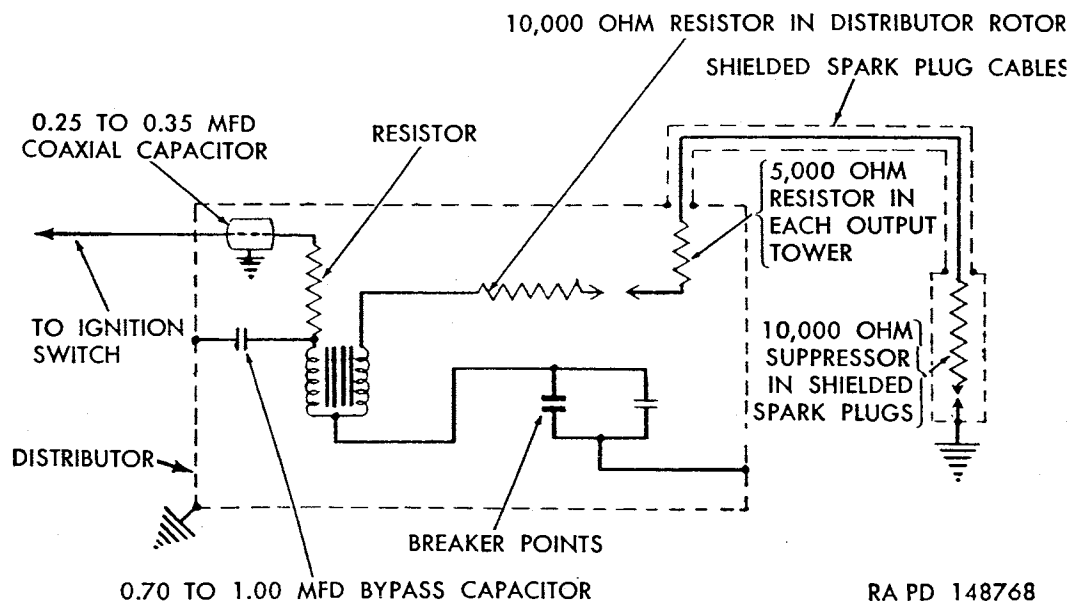 10,000 OHM RESISTOR IN DISTRIBUTOR ROTOR
SHIELDED SPARK PLUG CABLES
0.25 TO 0.35 MFD
COAXIAL CAPACITOR
RESISTOR
5,000 OHM
RESISTOR IN
EACH OUTPUT
TOWER
TO IGNITION
SWITCH
10,000 OHM
SUPPRESSOR
IN SHIELDED
SPARK PLUGS
DISTRIBUTOR
BREAKER POINTS
0.70 TO 1.00 MFD BYPASS CAPACITOR
RA PD 148768